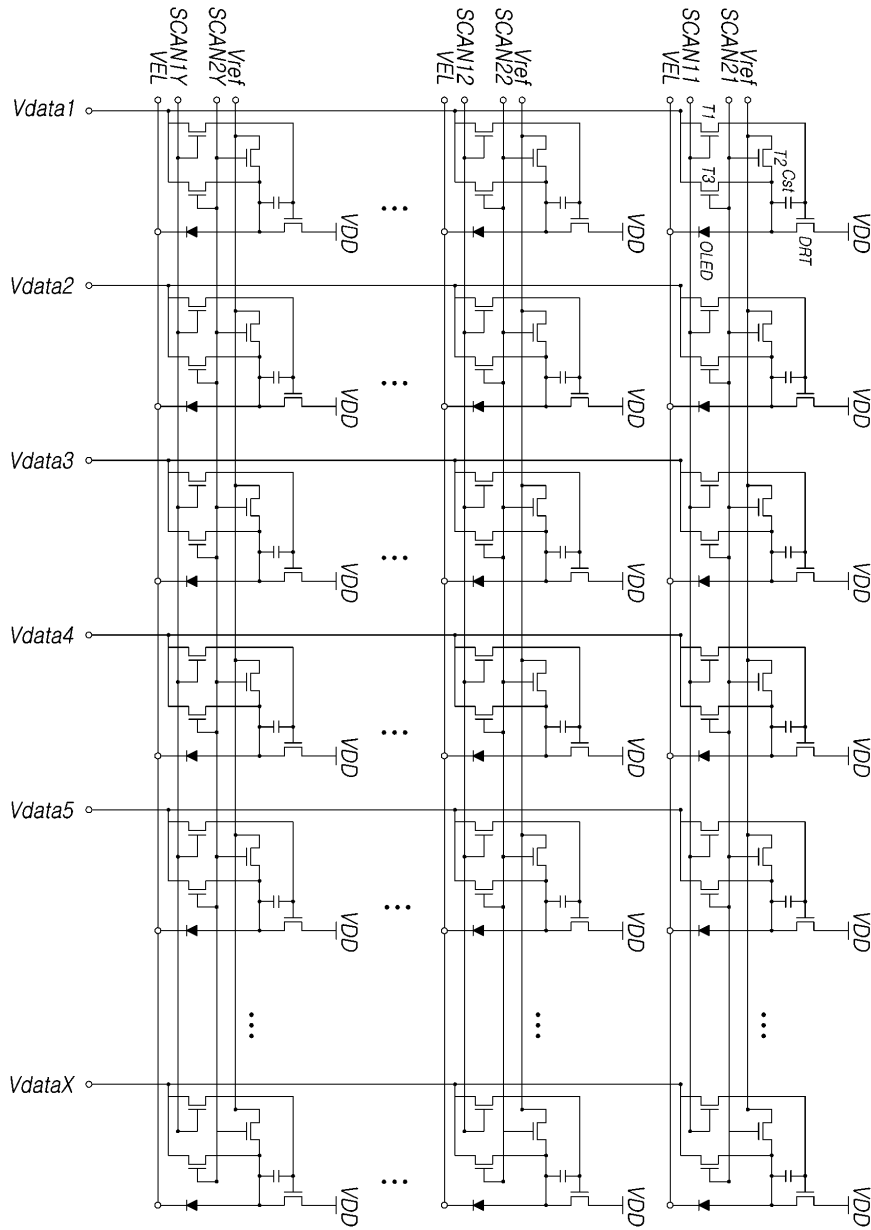 VEL
SCAN1Y
SCAN2Y
Vref
VEL
SCAN12
SCAN22
Vref
VEL
SCAN11
SCAN21
Vref
Vdata1
T1
T2
Cst
T3
VDD
VDD
VDD
OLED
DRT
Vdata2
VDD
VDD
VDD
Vdata3
VDD
VDD
VDD
Vdata4
VDD
VDD
VDD
Vdata5
VDD
VDD
VDD
VdataX
VDD
VDD
VDD